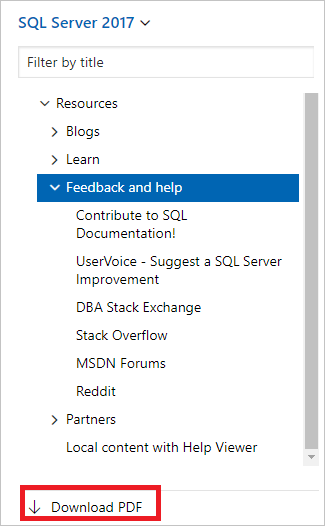 SQL Server 2017
Filter by title
Resources
Blogs
Learn
Feedback and help
Contribute to SQL
Documentation!
UserVoice - Suggest a SQL Server
Improvement
DBA Stack Exchange
Stack Overflow
MSDN Forums
Reddit
Partners
Local content with Help Viewer
Download PDF